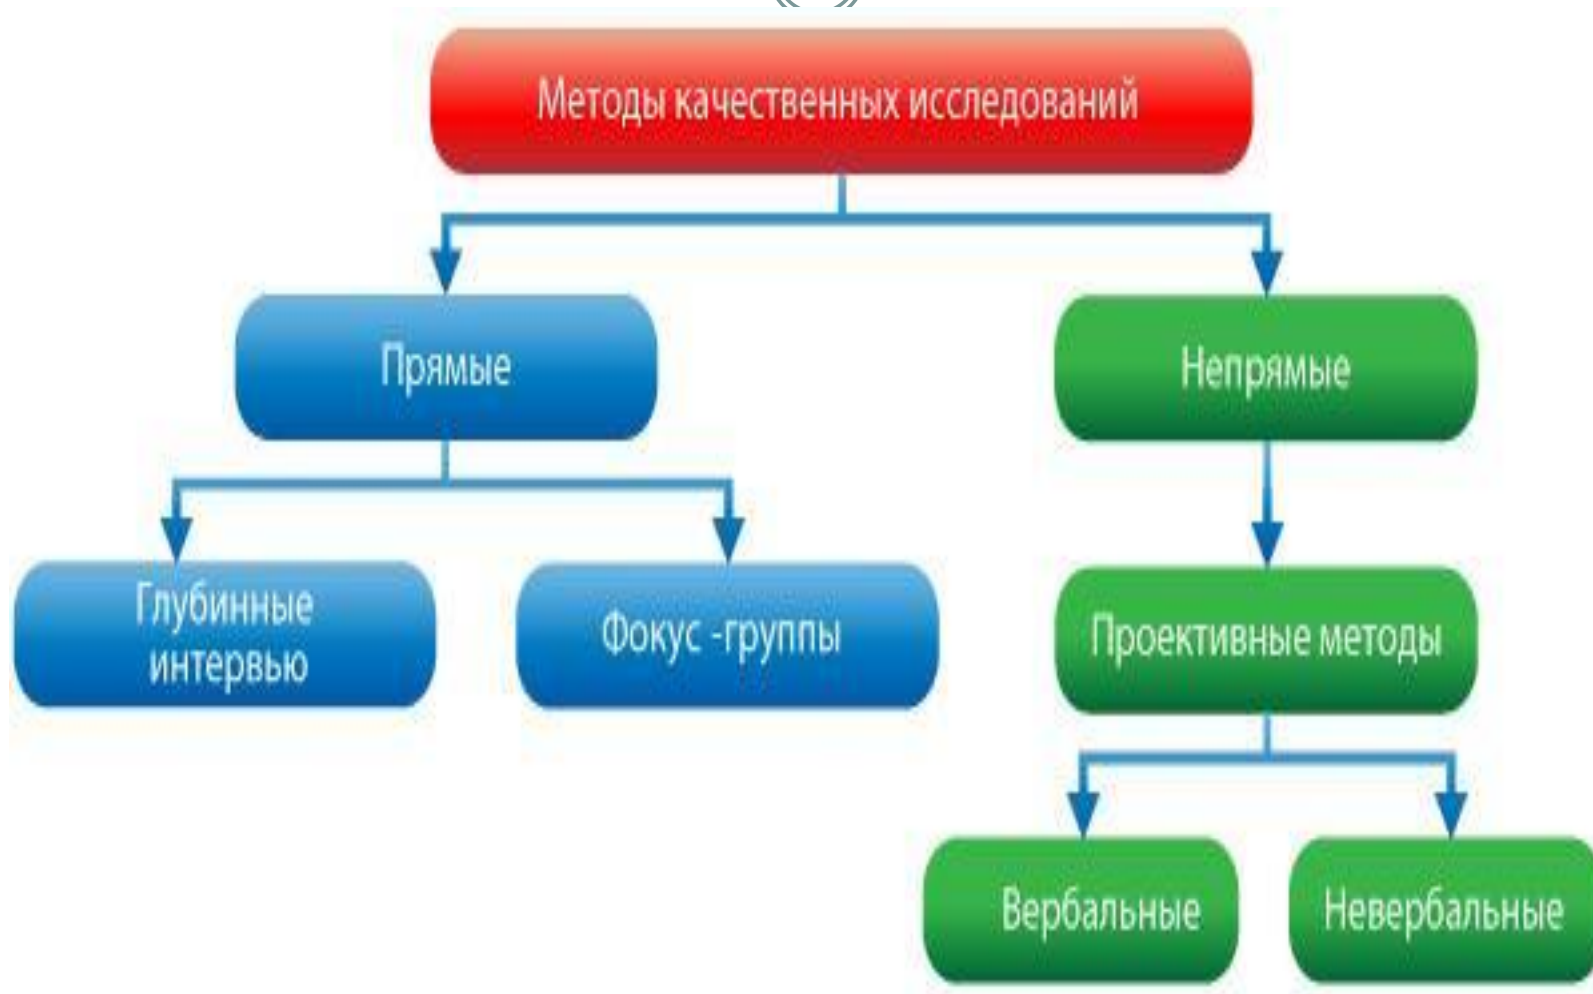 Методы качественных исследований
Прямые
Непрямые
Глубинные
интервью
Фокус -группы
Проективные методы
Вербальные
Невербальные